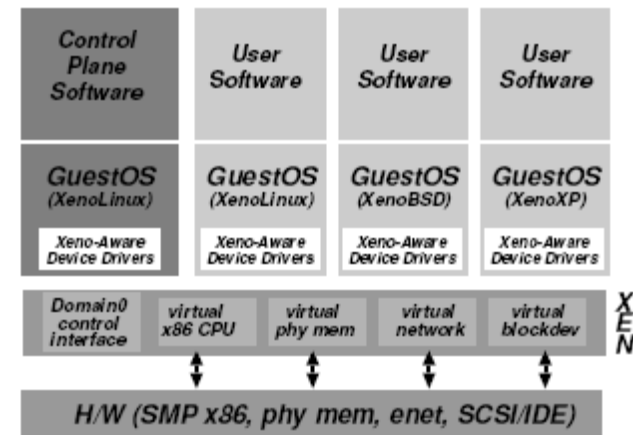 Control
Plane
Software
User
Software
User
Software
User
Software
GuestOS
(XenoLinux)
Xeno-Aware
Device Drivers
GuestOS
(XenoLinux)
Xeno-Aware
Device Drivers
GuestOS
(XenoBSD)
Xeno-Aware
Device Drivers
GuestOS
(XenoXP)
Xeno-Aware
Device Drivers
Domain0
control
interface
virtual
x86 CPU
virtual
phy mem
virtual
network
virtual
blockdev
X
E
N
H/W (SMP x86, phy mem, enet, SCSI/IDE)